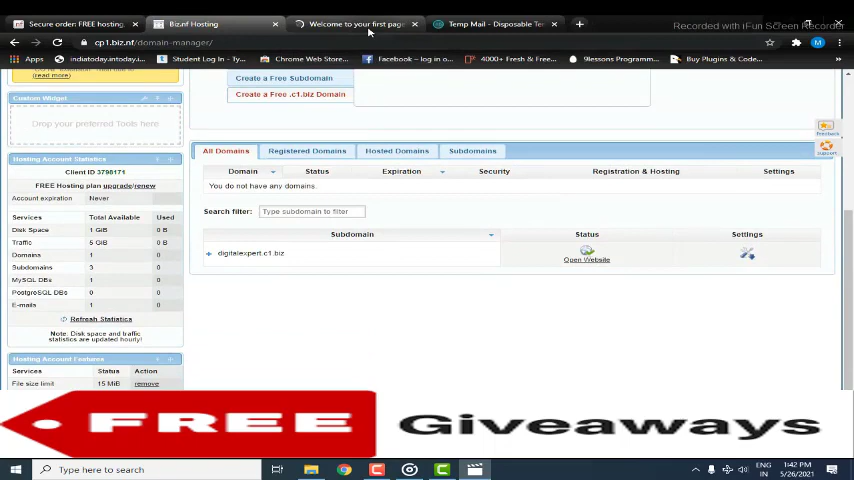 Secure order: FREE hosting.
Biz.nf Hosting
Welcome to your first page
Temp Mail - Disposable Te
Recorded with iFun Screen Recorder
cp1.biz.nf/domain-manager/
M
indiatoday.intoday.i
Student Log In - Typ
Chrome Web Store
Facebook – log in o
4000+ Fresh & Free
9lessons Programm
Buy Plugins & Code
(read more)
Create a Free Subdomain
Create a Free .c1.biz Domain
Custom Widget
Drop your preferred Tools here
Feedback
Support
Hosting Account Statistics
All Domains
Registered Domains
Hosted Domains
Subdomains
Client ID 3798171
Domain Status Expiration Security Registration & Hosting Settings
FREE Hosting plan upgrade/renew
You do not have any domains.
Account expiration Never
Search filter: Type subdomain to filter
Services Total Available Used
Disk Space 1 GiB 0 B
Traffic 5 GiB 0 B
Domains 1 0
Subdomains 3 0
MySQL DBs 1 0
PostgreSQL DBs 0 0
E-mails 1 0
Subdomain Status Settings
digitalexpert.c1.biz
Open Website
Refresh Statistics
Note: Disk space and traffic
statistics are updated hourly!
Hosting Account Features
Services Status Action
File size limit 15 MiB remove
FREE Giveaways
Type here to search
ENG
IN
1:42 PM
5/26/2021